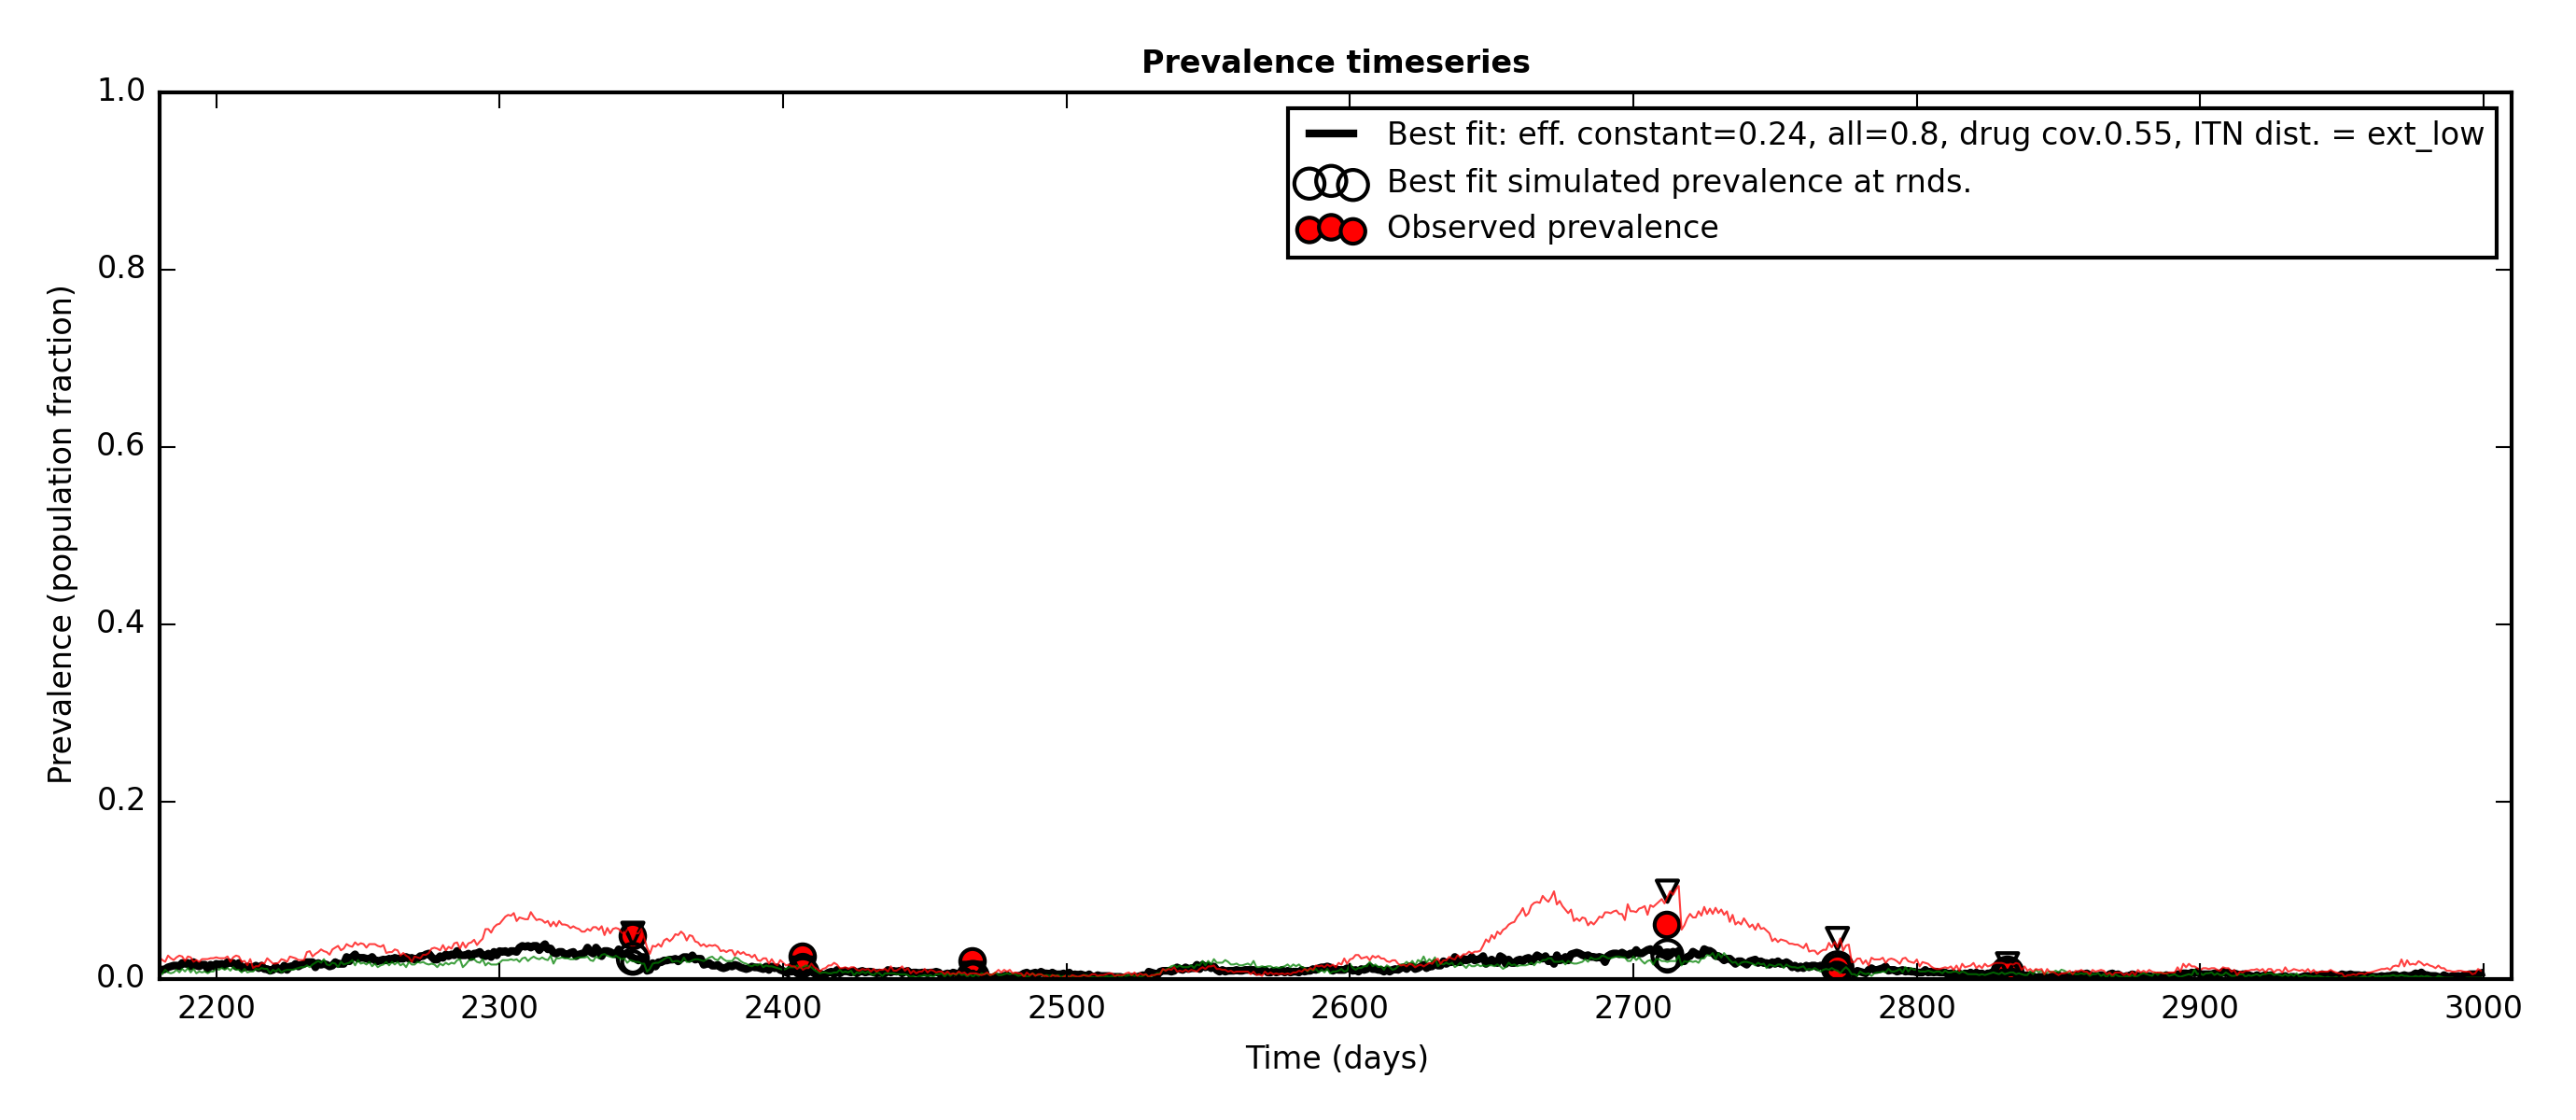 Prevalence timeseries
1.0
0.8
0.6
0.4
0.2
0.0
Prevalence (population fraction)
Best fit: eff. constant=0.24, all=0.8, drug cov.0.55, ITN dist. = ext_low
Best fit simulated prevalence at rnds.
Observed prevalence
2200 2300 2400 2500 2600 2700 2800 2900 3000
Time (days)